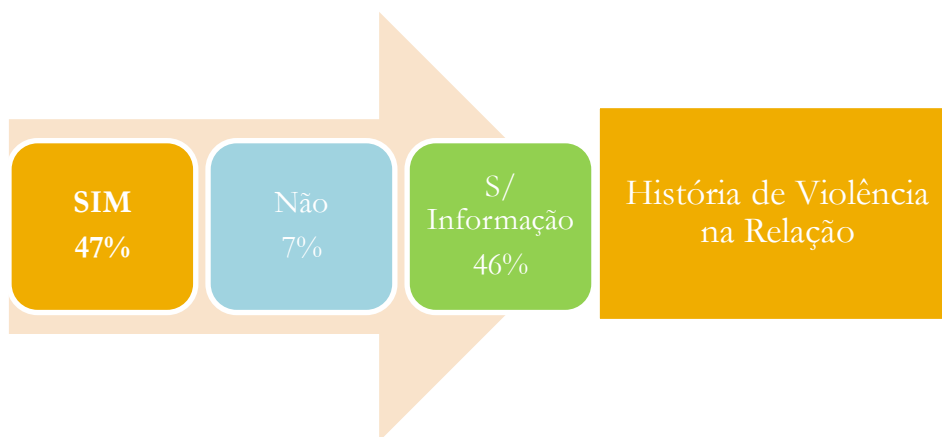 SIM
47%
Não
7%
S/
Informação
46%
História de Violência
na Relação